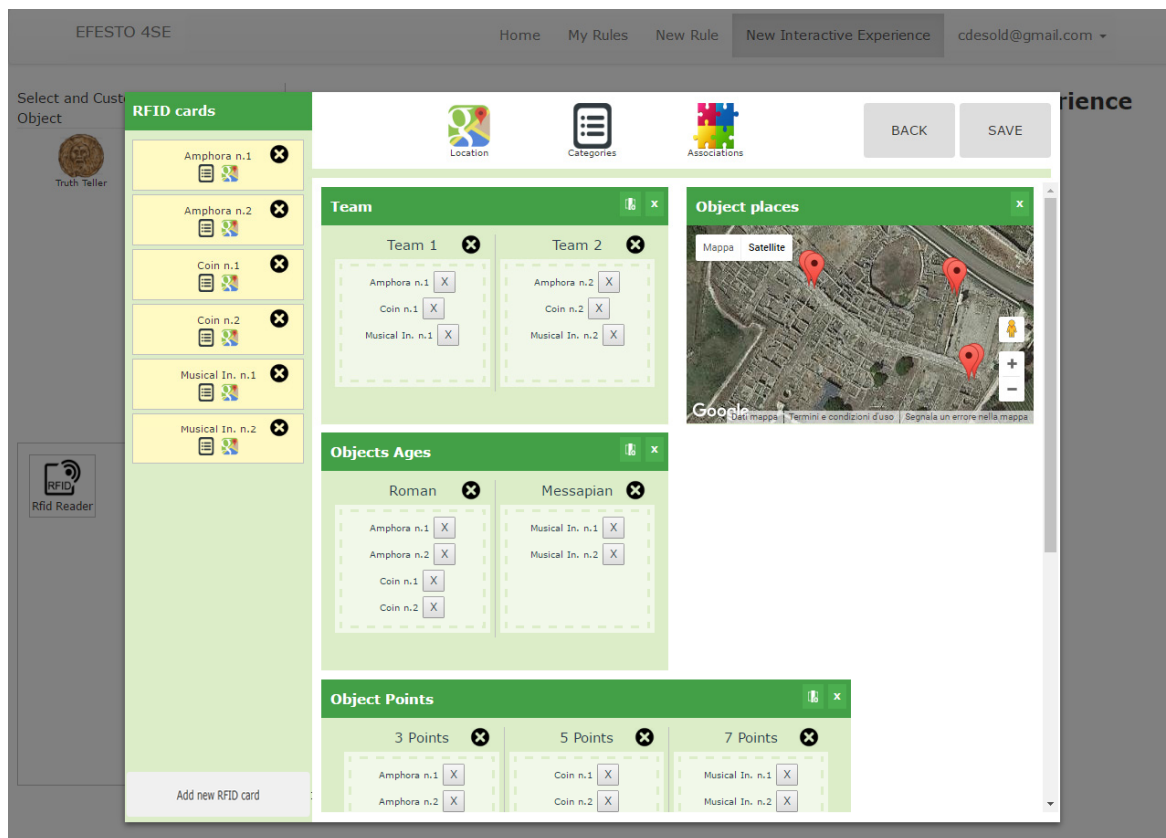 EFESTO 4SE
Home My Rules New Rule New Interactive Experience cdesold@gmail.com
Select and Cust
Object
rience
Truth Teller
RFID
Rfid Reader
RFID cards
Amphora n.1
Amphora n.2
Coin n.1
Coin n.2
Musical In. n.1
Musical In. n.2
Add new RFID card
Location
Categories
Associations
BACK
SAVE
Team x
Team 1 Team 2
Amphora n.1 X Amphora n.2 X
Coin n.1 X Coin n.2 X
Musical In. n.1 X Musical In. n.2 X
Object places x
Mappa Satellite
+
−
Google
Dati mappa Termini e condizioni d'uso Segnala un errore nella mappa
Objects Ages x
Roman Messapian
Amphora n.1 X Musical In. n.1 X
Amphora n.2 X Musical In. n.2 X
Coin n.1 X
Coin n.2 X
Object Points x
3 Points 5 Points 7 Points
Amphora n.1 X Coin n.1 X Musical In. n.1 X
Amphora n.2 X Coin n.2 X Musical In. n.2 X